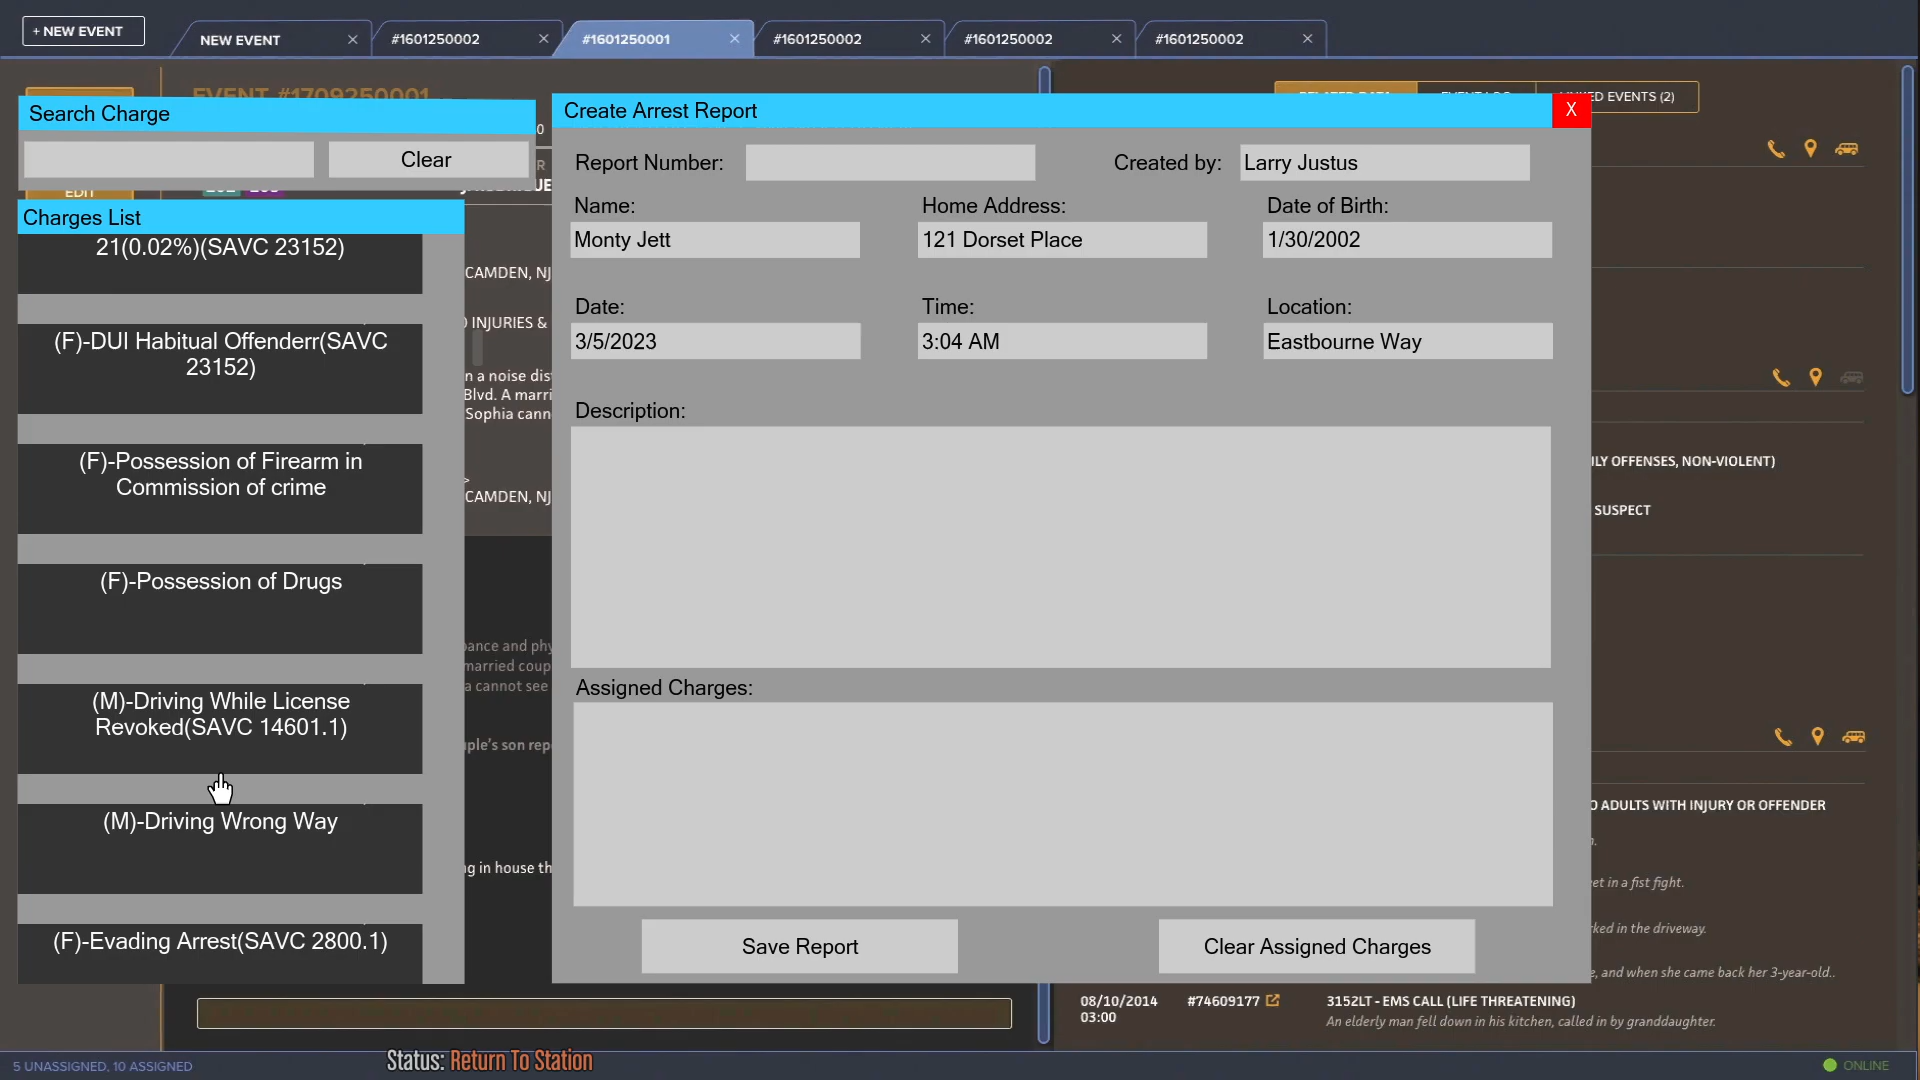 + NEW EVENT
NEW EVENT
#1601250002
#1601250001
#1601250002
#1601250002
#1601250002
EVENT #1709250001
LINKED EVENTS (2)
Search Charge
Clear
EDIT
Charges List
21(0.02%)(SAVC 23152)
(F)-DUI Habitual Offenderr(SAVC
23152)
(F)-Possession of Firearm in
Commission of crime
(F)-Possession of Drugs
(M)-Driving While License
Revoked(SAVC 14601.1)
(M)-Driving Wrong Way
(F)-Evading Arrest(SAVC 2800.1)
CAMDEN, NJ
INJURIES &
n a noise dis
Blvd. A marri
Sophia cann
CAMDEN, NJ
ance and phy
married coup
a cannot see
ple's son rep
ng in house th
Create Arrest Report
X
Report Number:
Created by: Larry Justus
Name:
Home Address:
Date of Birth:
Monty Jett
121 Dorset Place
1/30/2002
Date:
Time:
Location:
3/5/2023
3:04 AM
Eastbourne Way
Description:
Assigned Charges:
Save Report
Clear Assigned Charges
ILY OFFENSES, NON-VIOLENT)
SUSPECT
O ADULTS WITH INJURY OR OFFENDER
n.
et in a fist fight.
ked in the driveway.
e, and when she came back her 3-year-old..
08/10/2014
03:00
#74609177
3152LT - EMS CALL (LIFE THREATENING)
An elderly man fell down in his kitchen, called in by granddaughter.
5 UNASSIGNED, 10 ASSIGNED
Status: Return To Station
ONLINE